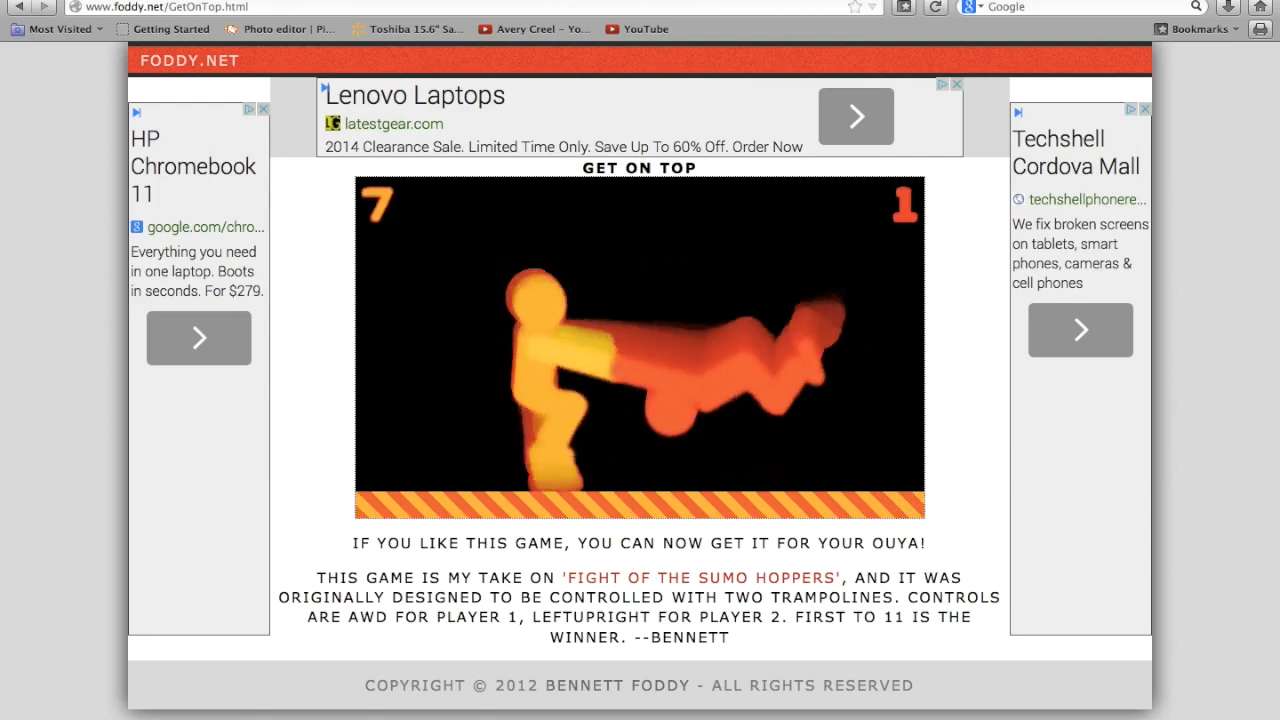 www.foddy.net/GetOnTop.html
Google
Most Visited
Getting Started
Photo editor | Pi...
Toshiba 15.6" Sa...
Avery Creel - Yo...
YouTube
Bookmarks
FODDY.NET
Lenovo Laptops
latestgear.com
2014 Clearance Sale. Limited Time Only. Save Up To 60% Off. Order Now
HP
Chromebook
11
google.com/chro...
Everything you need
in one laptop. Boots
in seconds. For $279.
GET ON TOP
7
1
Techshell
Cordova Mall
techshellphonere...
We fix broken screens
on tablets, smart
phones, cameras &
cell phones
IF YOU LIKE THIS GAME, YOU CAN NOW GET IT FOR YOUR OUYA!
THIS GAME IS MY TAKE ON 'FIGHT OF THE SUMO HOPPERS', AND IT WAS
ORIGINALLY DESIGNED TO BE CONTROLLED WITH TWO TRAMPOLINES. CONTROLS
ARE AWD FOR PLAYER 1, LEFTUPRIGHT FOR PLAYER 2. FIRST TO 11 IS THE
WINNER. --BENNETT
COPYRIGHT © 2012 BENNETT FODDY - ALL RIGHTS RESERVED